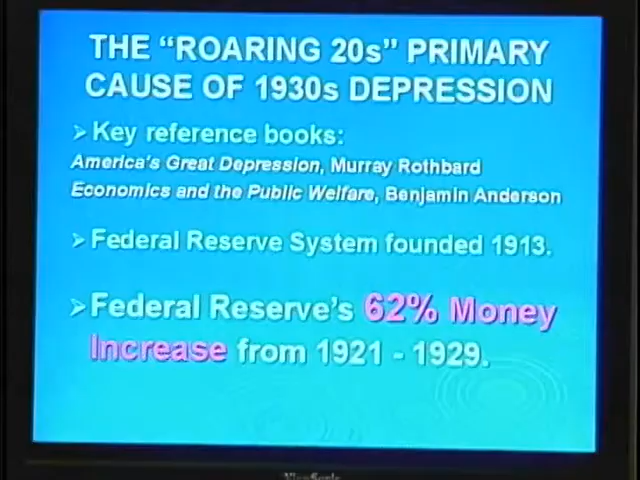 THE “ROARING 20s” PRIMARY
CAUSE OF 1930s DEPRESSION
➢Key reference books:
America's Great Depression, Murray Rothbard
Economics and the Public Welfare, Benjamin Anderson
➢Federal Reserve System founded 1913.
➢Federal Reserve's 62% Money
Increase from 1921 - 1929.
ViewSonic